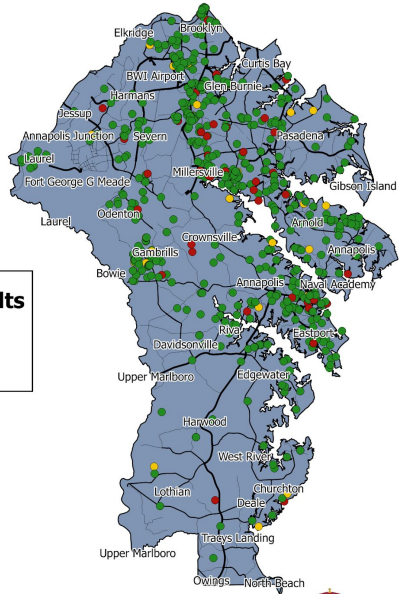 Elkridge
Brooklyn
Curtis Bay
BWI Airport
Glen Burnie
Harmans
Jessup
Annapolis Junction
Severn
Pasadena
Laurel
Millersville
Fort George G Meade
Gibson Island
Odenton
Laurel
Arnold
Crownsville
Gambrills
Annapolis
Bowie
Annapolis
Naval Academy
lts
Riva
Eastport
Davidsonville
Upper Marlboro
Edgewater
Harwood
West River
Lothian
Churchton
Deale
Tracys Landing
Upper Marlboro
Owings
North Beach